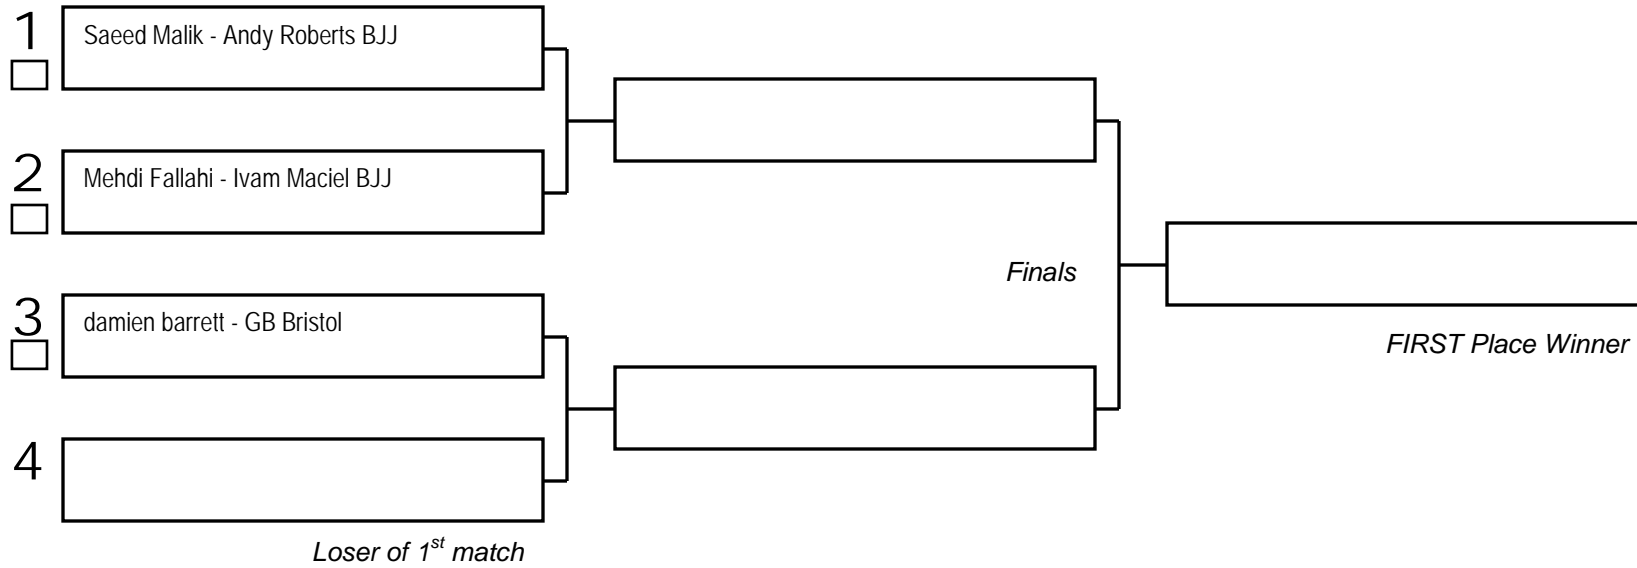 1
Saeed Malik - Andy Roberts BJJ
2
Mehdi Fallahi - Ivam Maciel BJJ
Finals
3
damien barrett - GB Bristol
FIRST Place Winner
4
Loser of 1st match